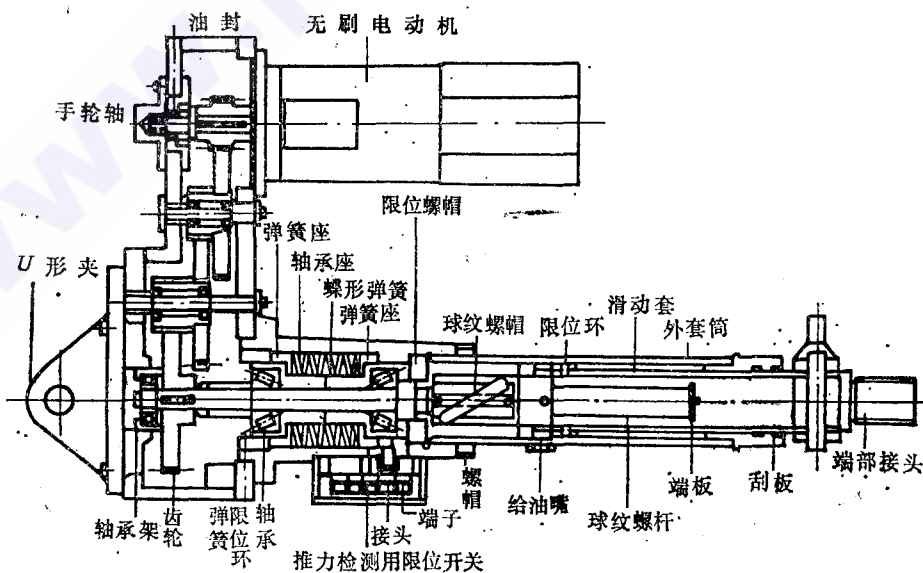 油封
无刷电动机
手轮轴
限位螺帽
弹簧座
轴承座
U形夹
蝶形弹簧
弹簧座
球纹螺帽
限位环
滑动套
外套筒
轴承架
齿轮
弹簧限位环
轴承
接头
端子
螺帽
给油嘴
球纹螺杆
端板
刮板
端部接头
推力检测用限位开关